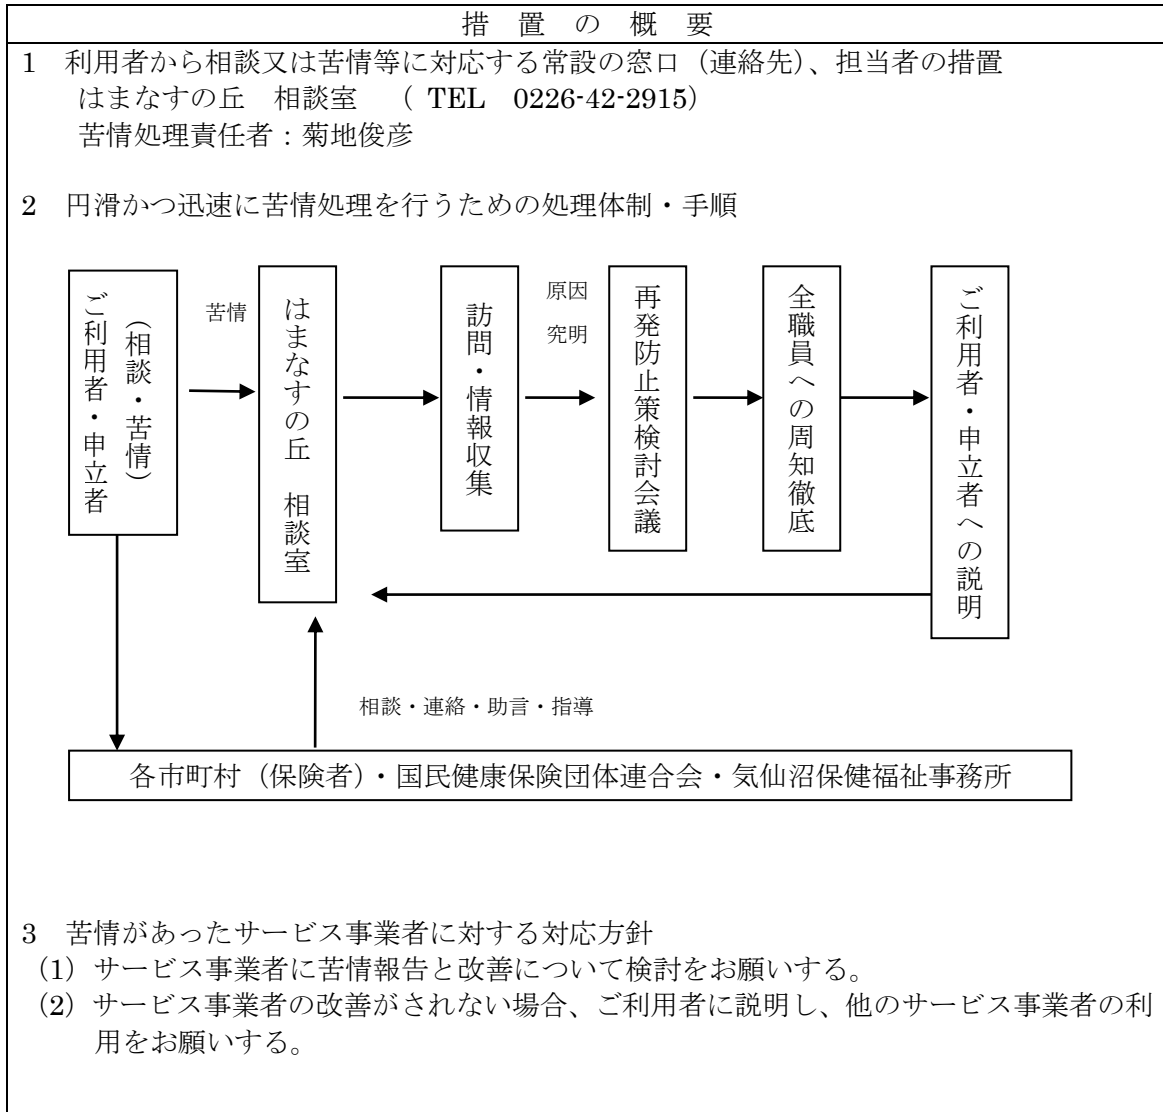 措 置 の 概 要
1 利用者から相談又は苦情等に対応する常設の窓口（連絡先）、担当者の措置
はまなすの丘 相談室 （ TEL 0226-42-2915）
苦情処理責任者：菊地俊彦
2 円滑かつ迅速に苦情処理を行うための処理体制・手順
（相談・苦情）
ご利用者・申立者
苦情
はまなすの丘 相談室
訪問・情報収集
原因
究明
再発防止策検討会議
全職員への周知徹底
ご利用者・申立者への説明
相談・連絡・助言・指導
各市町村（保険者）・国民健康保険団体連合会・気仙沼保健福祉事務所
3 苦情があったサービス事業者に対する対応方針
（1）サービス事業者に苦情報告と改善について検討をお願いする。
（2）サービス事業者の改善がされない場合、ご利用者に説明し、他のサービス事業者の利
用をお願いする。